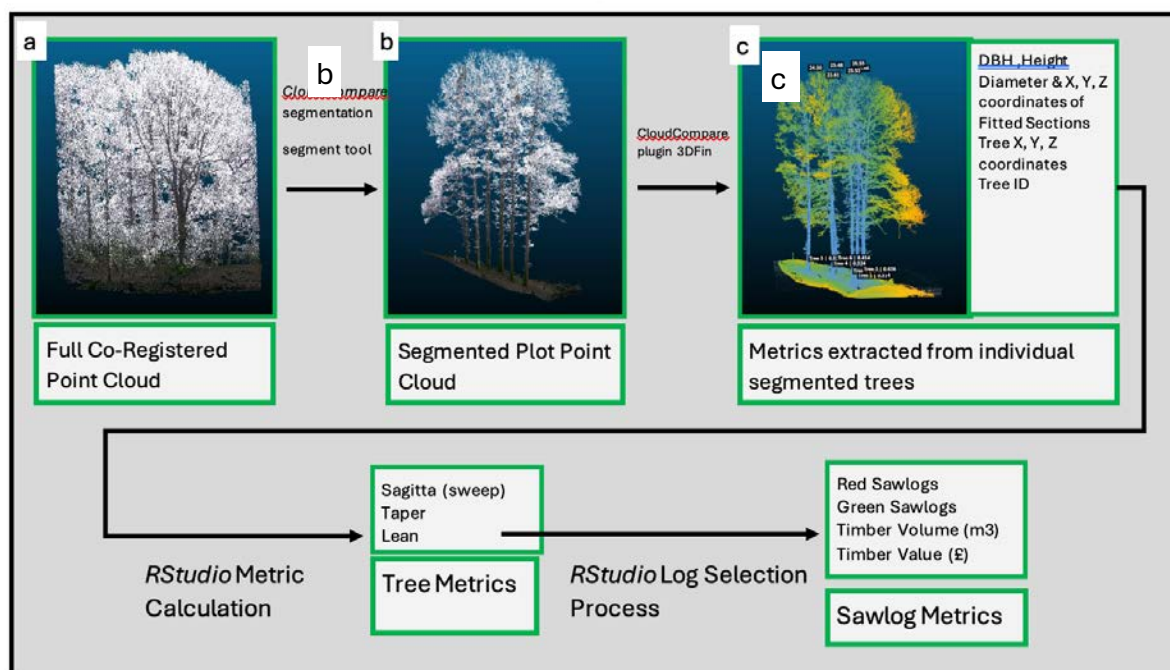 a
b
b
c
c
segmentation
segment tool
CloudCompare
plugin 3DFin
DBH ,Height
Diameter & X, Y, Z
coordinates of
Fitted Sections
Tree X, Y, Z
coordinates
Tree ID
Full Co-Registered
Point Cloud
Segmented Plot Point
Cloud
Metrics extracted from individual
segmented trees
Sagitta (sweep)
Taper
Lean
Tree Metrics
RStudio Metric
Calculation
RStudio Log Selection
Process
Red Sawlogs
Green Sawlogs
Timber Volume (m3)
Timber Value (£)
Sawlog Metrics